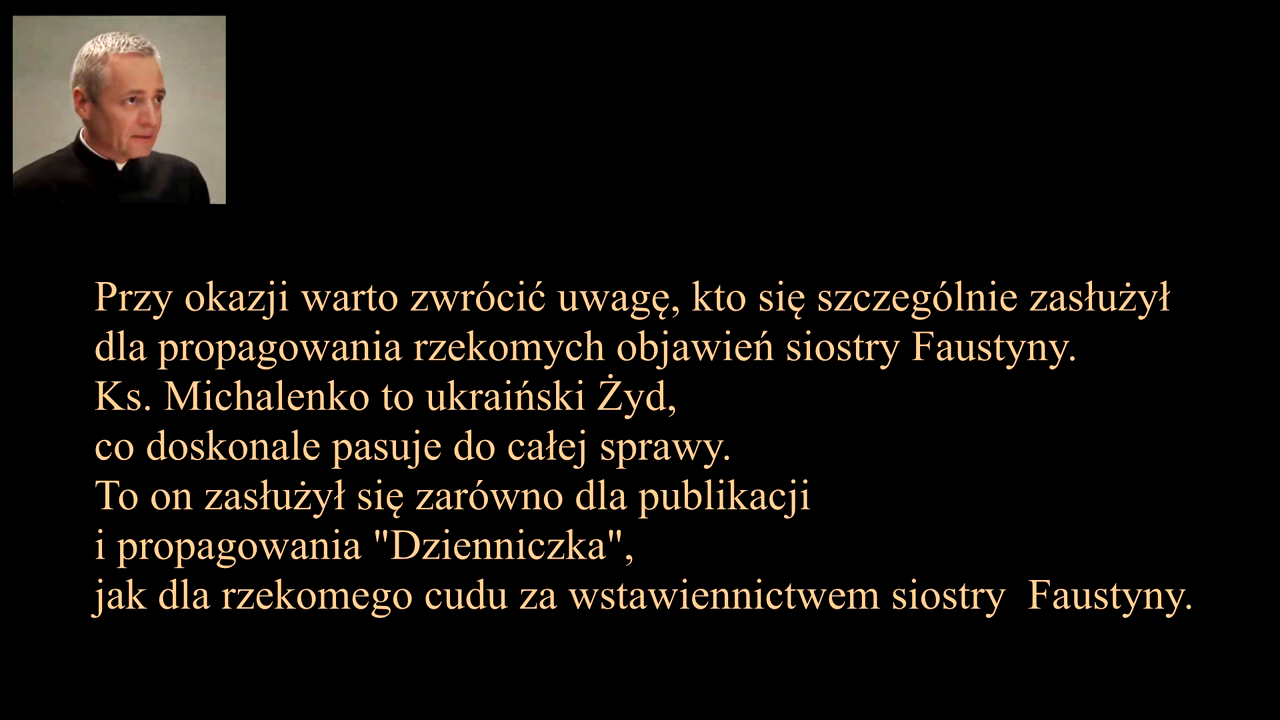 Przy okazji warto zwrócić uwagę, kto się szczególnie zasłużył
dla propagowania rzekomych objawień siostry Faustyny.
Ks. Michalenko to ukraiński Żyd,
co doskonale pasuje do całej sprawy.
To on zasłużył się zarówno dla publikacji
i propagowania "Dzienniczka",
jak dla rzekomego cudu za wstawiennictwem siostry  Faustyny.